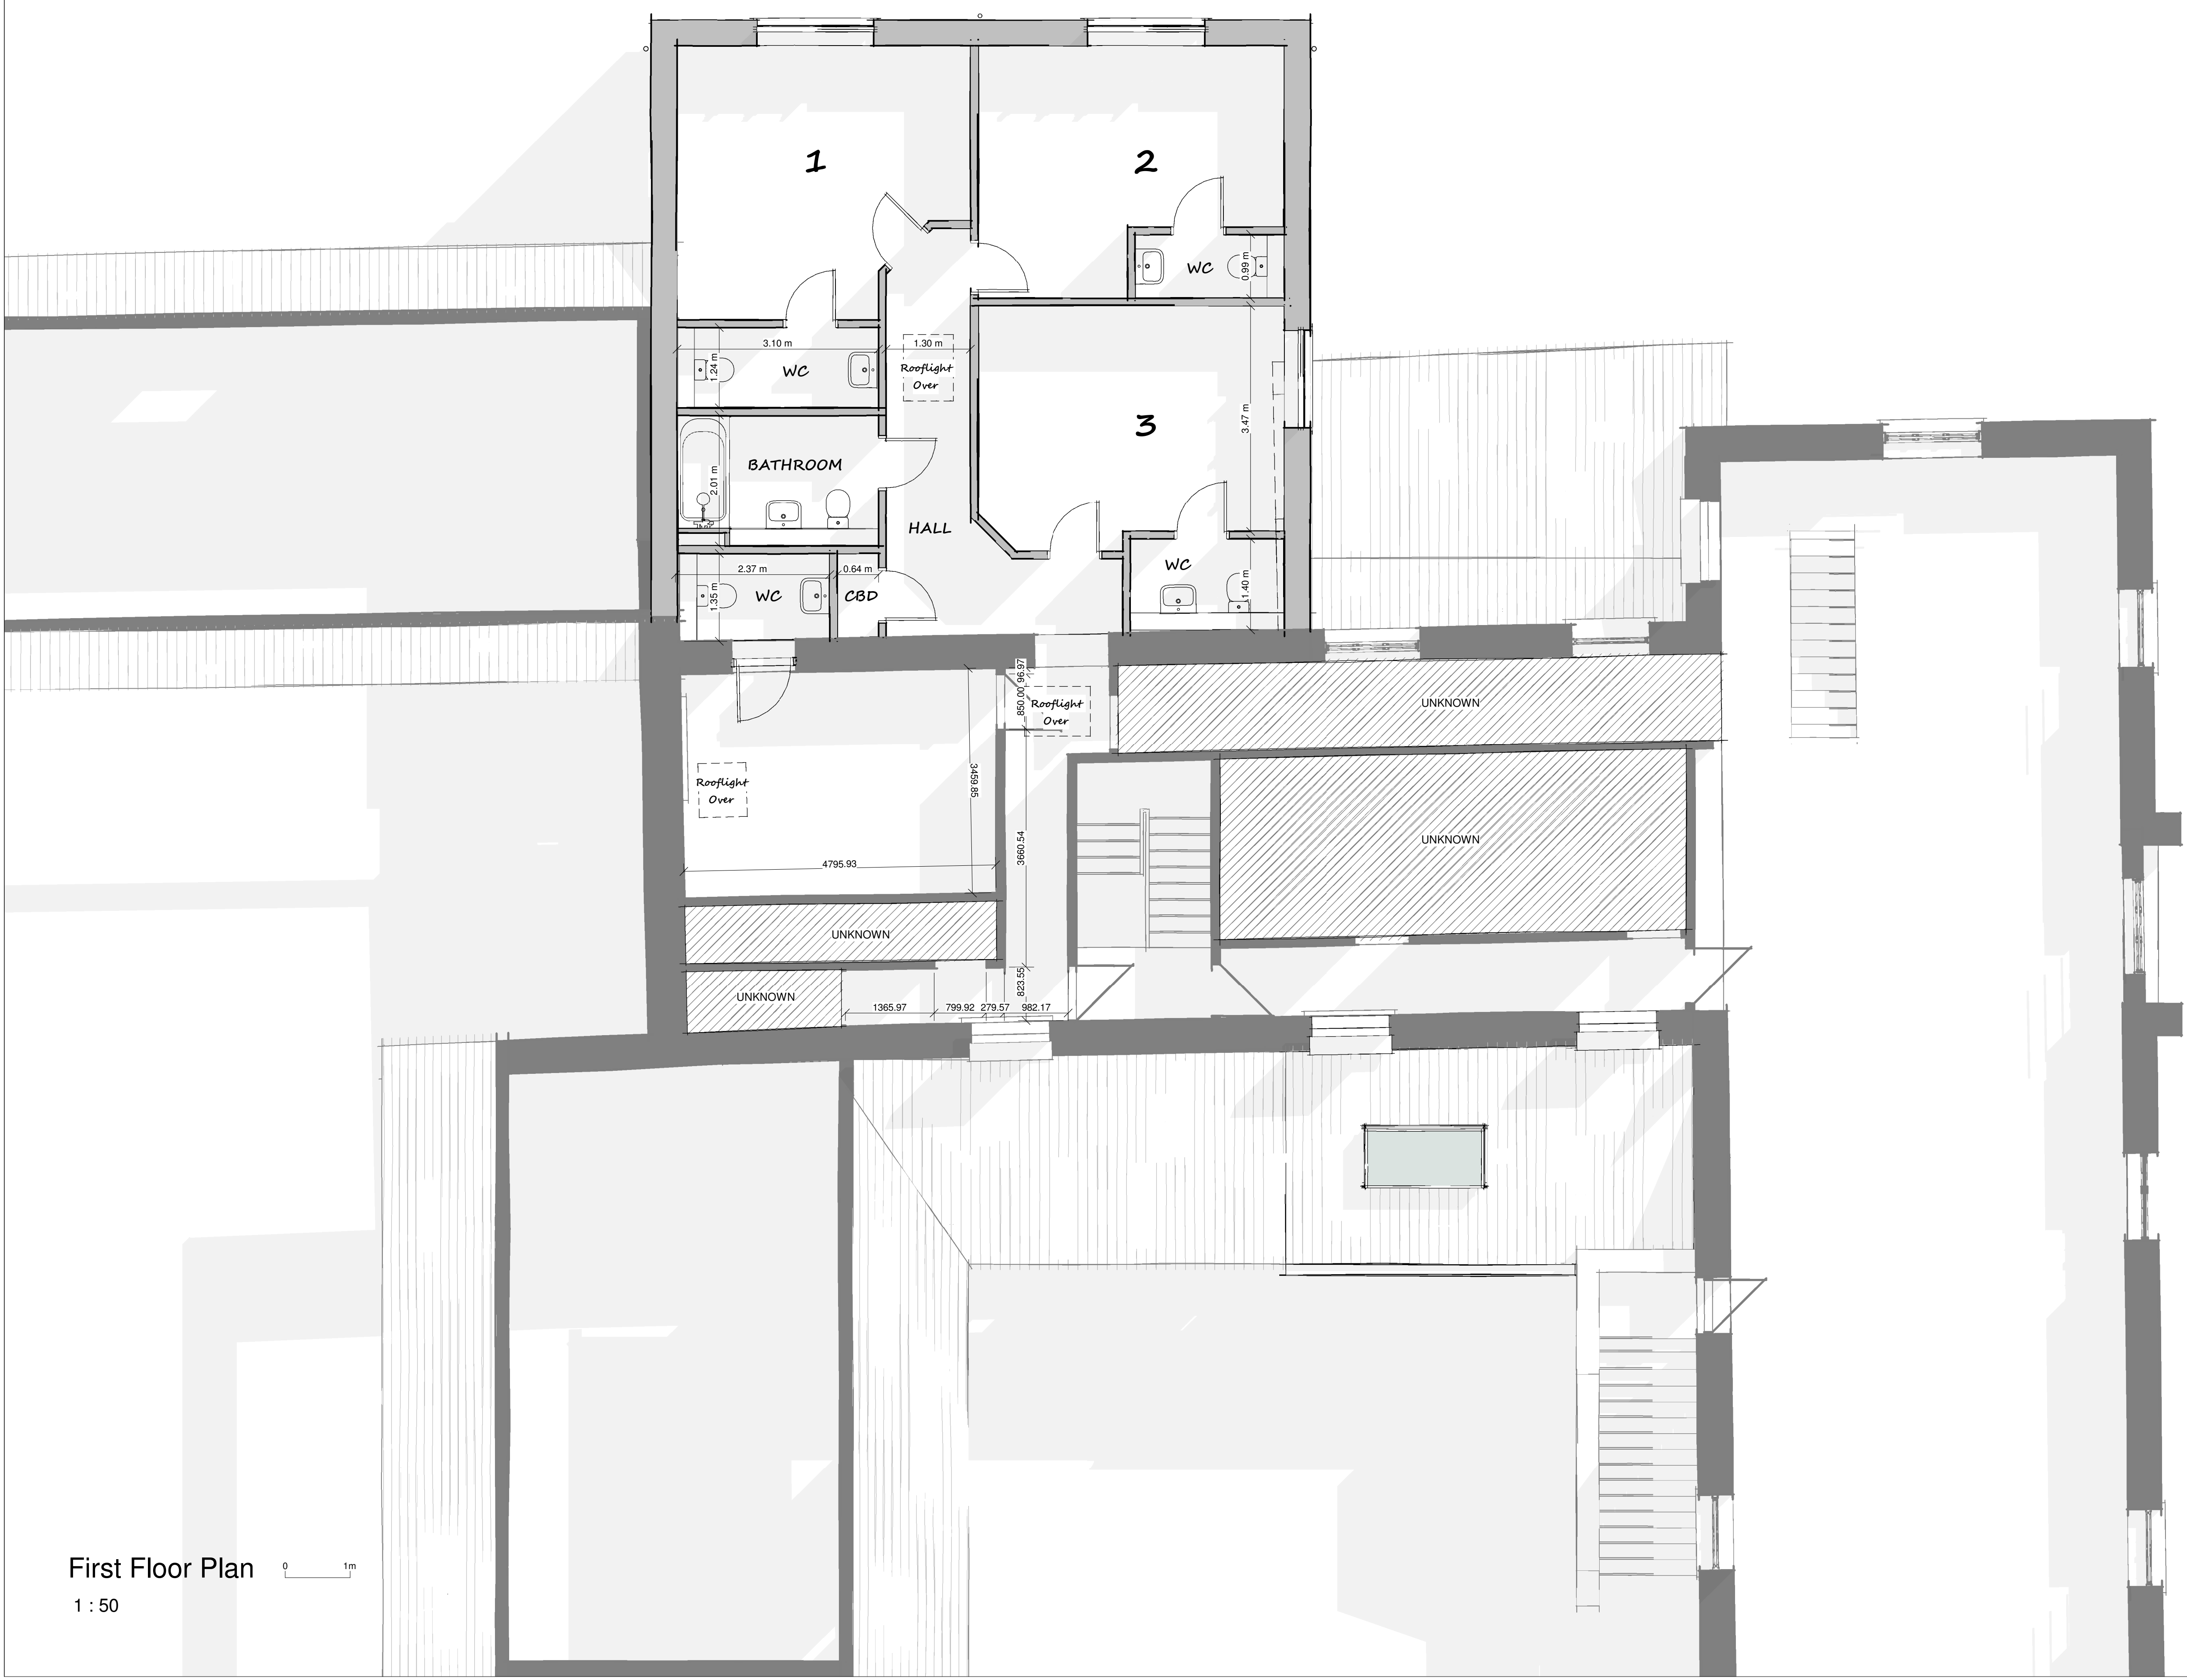 1
2
WC
0.99 m
3.10 m
1.30 m
1.24 m
WC
Rooflight
Over
3
3.47 m
BATHROOM
2.01 m
HALL
2.37 m
0.64 m
WC
1.35 m
WC
CBD
1.40 m
96.97
850.00
Rooflight
Over
UNKNOWN
Rooflight
Over
3459.85
UNKNOWN
3660.54
4795.93
UNKNOWN
UNKNOWN
823.55
1365.97
799.92
279.57
982.17
First Floor Plan
0
1m
1 : 50